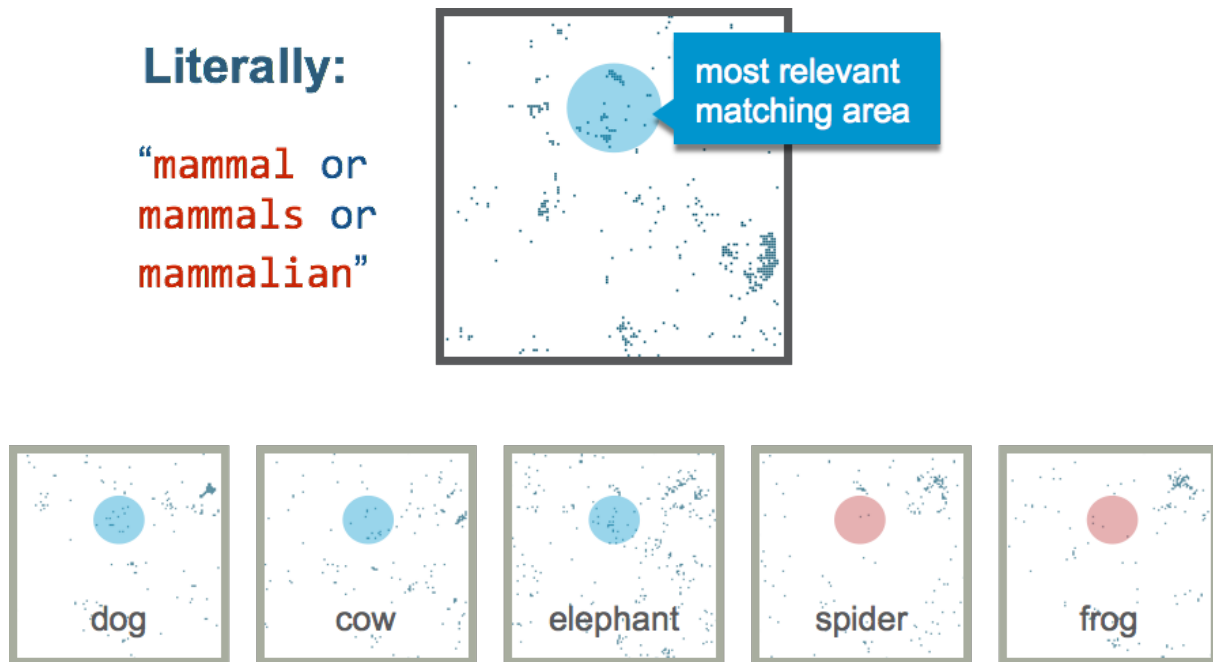 Literally:
“mammal or
mammals or
mammalian”
most relevant
matching area
dog
cow
elephant
spider
frog